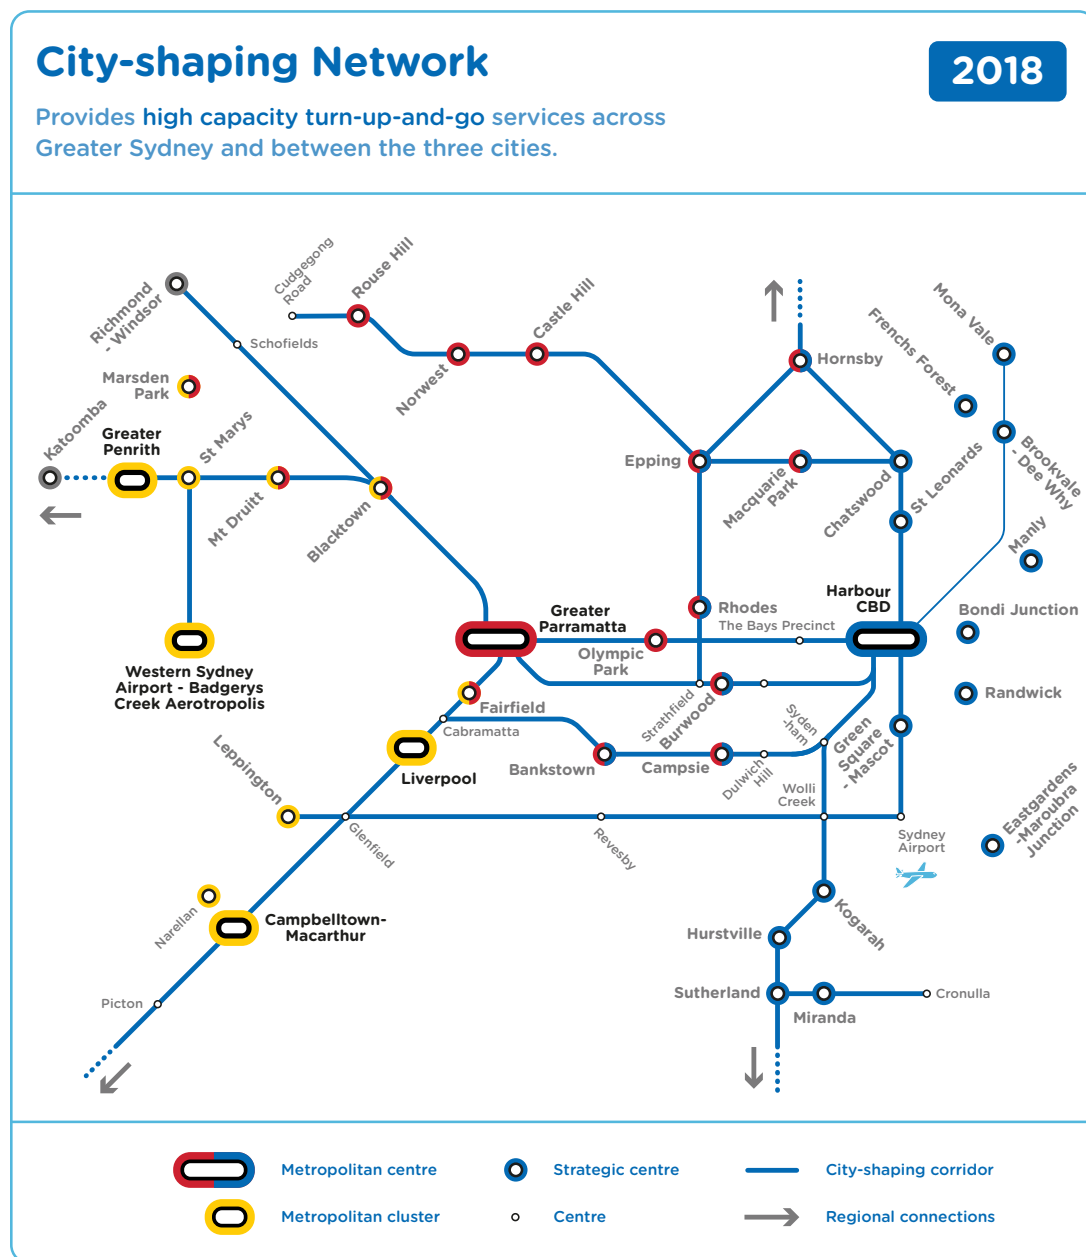 City-shaping Network
2018
Provides high capacity turn-up-and-go services across
Greater Sydney and between the three cities.
Cudgegong
Road
Rouse Hill
Richmond
- Windsor
Schofields
Castle Hill
Norwest
Hornsby
Mona Vale
Frenchs Forest
Marsden
Park
Katoomba
Greater
Penrith
St Marys
Mt Druitt
Blacktown
Epping
Macquarie
Park
Chatswood
St Leonards
Brookvale
- Dee Why
Manly
Harbour
CBD
Bondi Junction
Greater
Parramatta
Rhodes
The Bays Precinct
Olympic
Park
Western Sydney
Airport - Badgerys
Creek Aerotropolis
Fairfield
Cabramatta
Strathfield
Burwood
Randwick
Liverpool
Leppington
Bankstown
Campsie
Dulwich
Hill
Syden
-ham
Green
Square
- Mascot
Wolli
Creek
Glenfield
Revesby
Sydney
Airport
Eastgardens
-Maroubra
Junction
Narellan
Campbelltown-
Macarthur
Kogarah
Hurstville
Picton
Sutherland
Miranda
Cronulla
Metropolitan centre
Strategic centre
City-shaping corridor
Metropolitan cluster
Centre
Regional connections